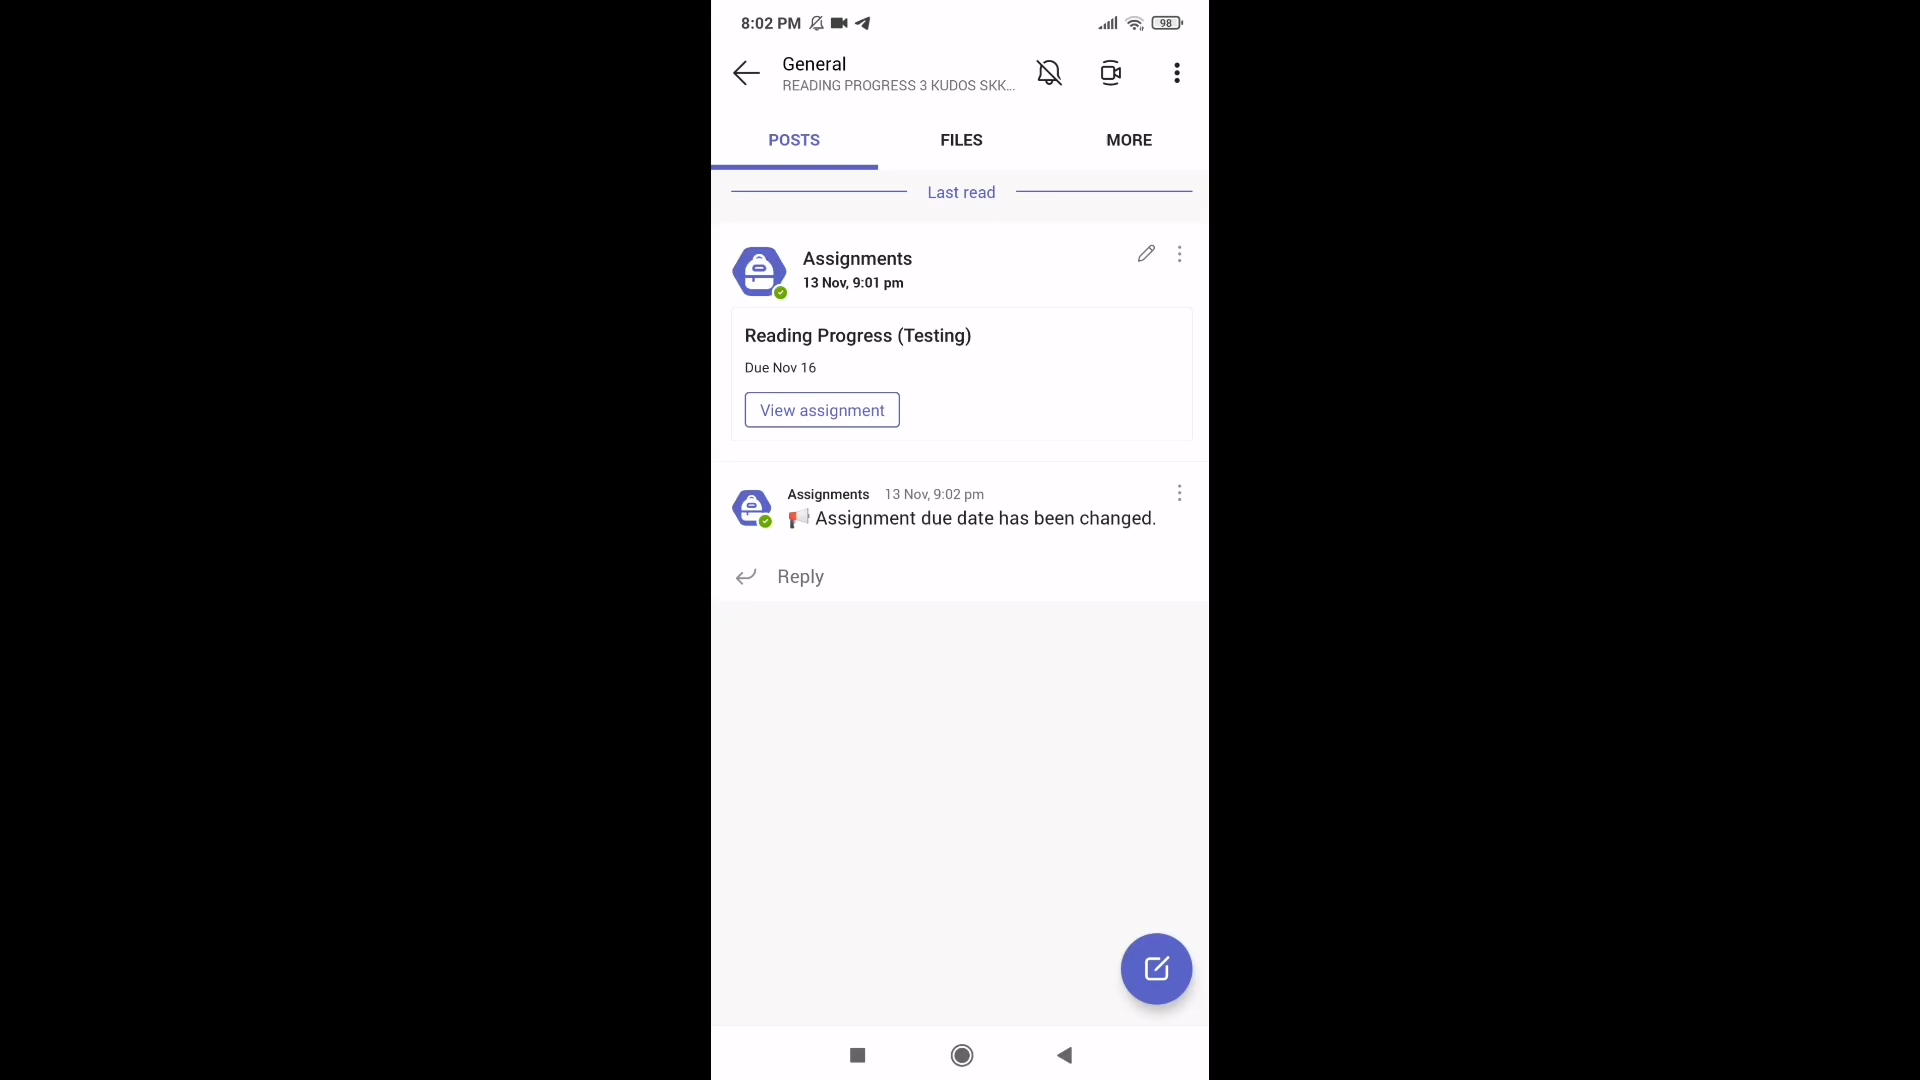 8:02 PM
98
General
READING PROGRESS 3 KUDOS SKK...
POSTS
FILES
MORE
Last read
Assignments
13 Nov, 9:01 pm
Reading Progress (Testing)
Due Nov 16
View assignment
Assignments 13 Nov, 9:02 pm
Assignment due date has been changed.
Reply